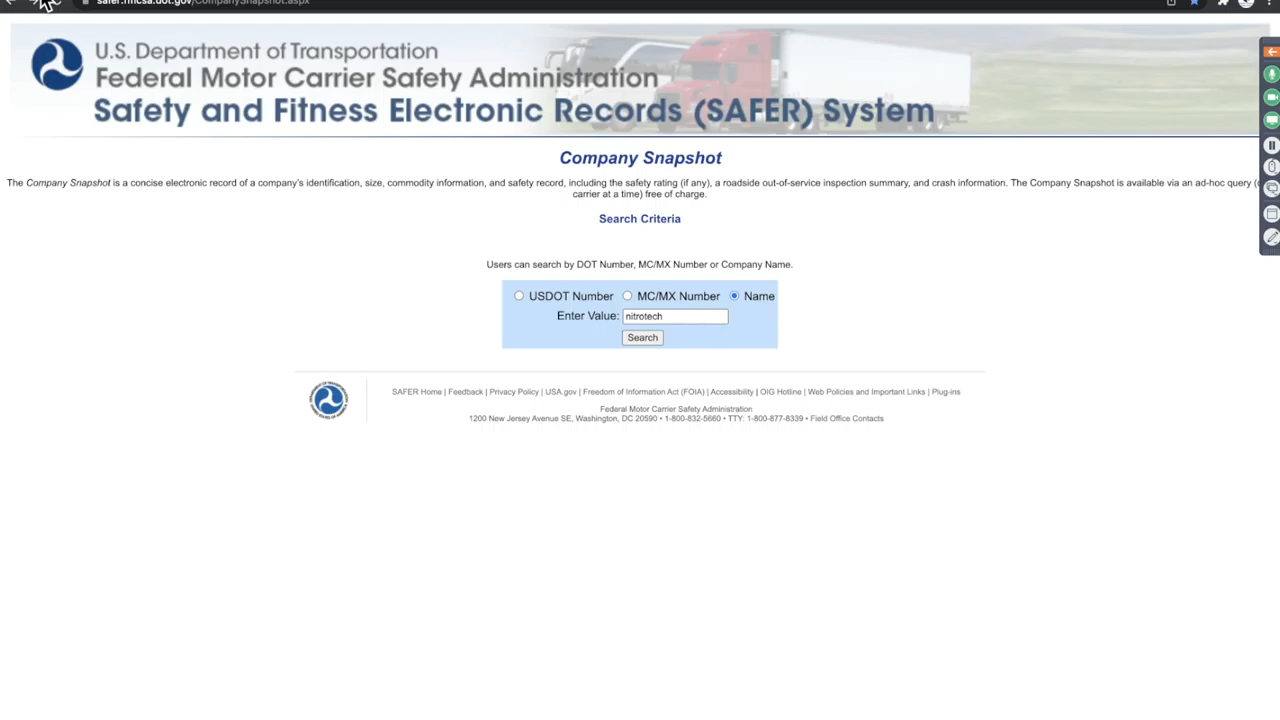 safer.fmcsa.dot.gov/CompanySnapshot.aspx
U.S. Department of Transportation
Federal Motor Carrier Safety Administration
Safety and Fitness Electronic Records (SAFER) System
Company Snapshot
The Company Snapshot is a concise electronic record of a company's identification, size, commodity information, and safety record, including the safety rating (if any), a roadside out-of-service inspection summary, and crash information. The Company Snapshot is available via an ad-hoc query
carrier at a time) free of charge.
Search Criteria
Users can search by DOT Number, MC/MX Number or Company Name.
USDOT Number MC/MX Number Name
Enter Value: nitrotech
Search
SAFER Home | Feedback | Privacy Policy | USA.gov | Freedom of Information Act (FOIA) | Accessibility | OIG Hotline | Web Policies and Important Links | Plug-ins
Federal Motor Carrier Safety Administration
1200 New Jersey Avenue SE, Washington, DC 20590 • 1-800-832-5660 • TTY: 1-800-877-8339 • Field Office Contacts